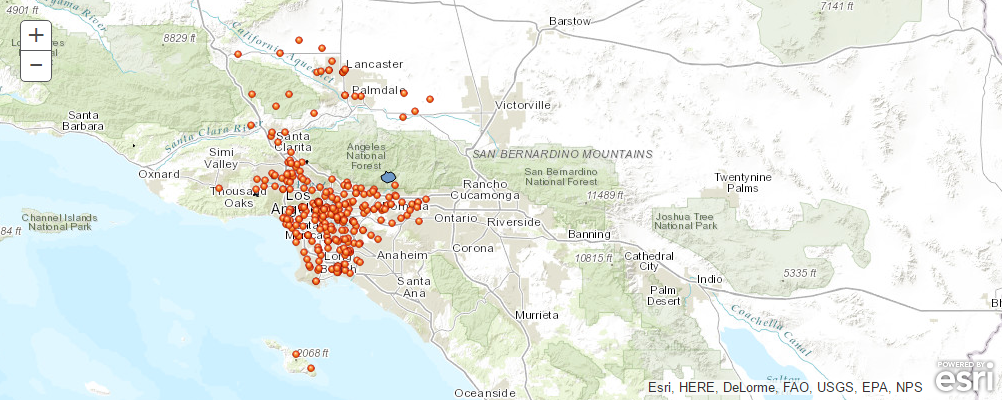 4901 ft
ma River
7141 ft
Barstow
+
8829 ft
California Aqueduct
−
Lancaster
Palmdale
Victorville
Santa
Barbara
Santa Clara River
Santa
Clarita
Simi
Valley
Angeles
National
Forest
SAN BERNARDINO MOUNTAINS
Oxnard
San Bernardino
National Forest
Thousand
Oaks
Los
Rancho
Cucamonga
11489 ft
Twentynine
Palms
Channel Islands
National Park
84 ft
Ontario
Riverside
Joshua Tree
National Park
Banning
Corona
Anaheim
Long
10815 ft
Cathedral
City
5335 ft
Indio
Santa
Ana
Palm
Desert
Murrieta
Coachella Canal
2068 ft
POWERED BY
esri
Salton
Esri, HERE, DeLorme, FAO, USGS, EPA, NPS
Oceanside